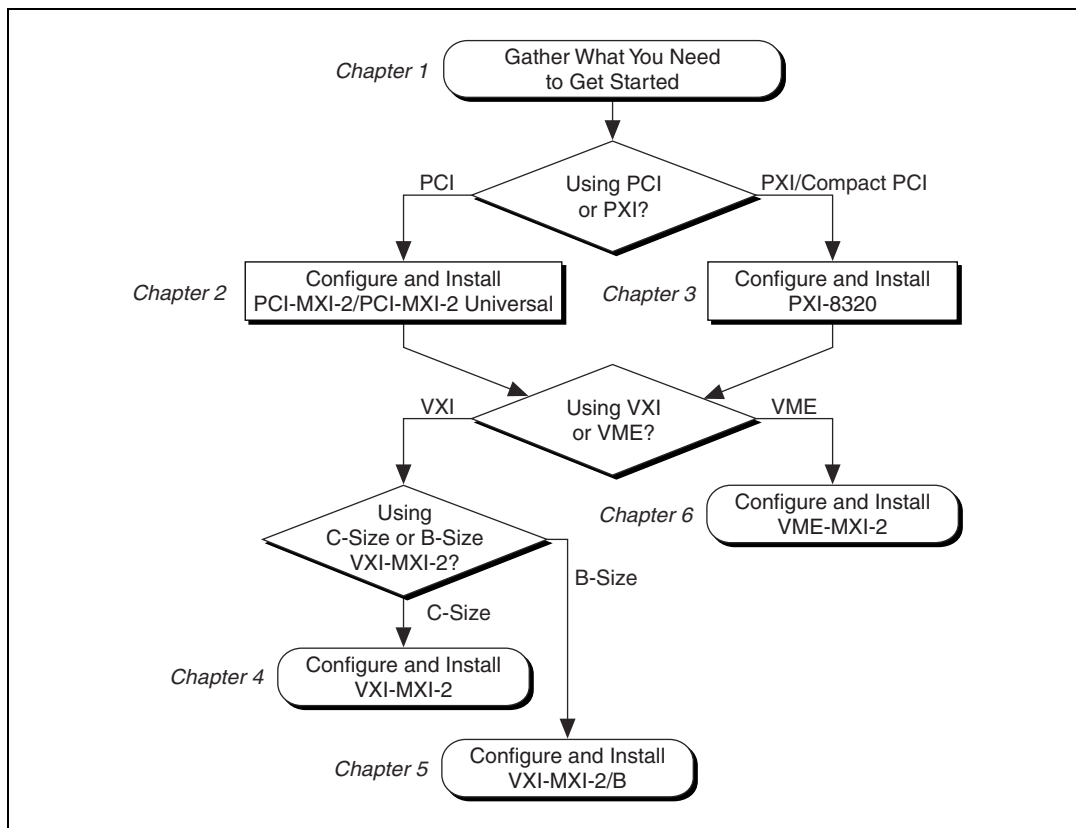 Chapter 1
Gather What You Need
to Get Started
PCI
Using PCI
or PXI?
PXI/Compact PCI
Chapter 2
Configure and Install
PCI-MXI-2/PCI-MXI-2 Universal
Chapter 3
Configure and Install
PXI-8320
VXI
Using VXI
or VME?
VME
Using
C-Size or B-Size
VXI-MXI-2?
Chapter 6
Configure and Install
VME-MXI-2
B-Size
C-Size
Chapter 4
Configure and Install
VXI-MXI-2
Chapter 5
Configure and Install
VXI-MXI-2/B